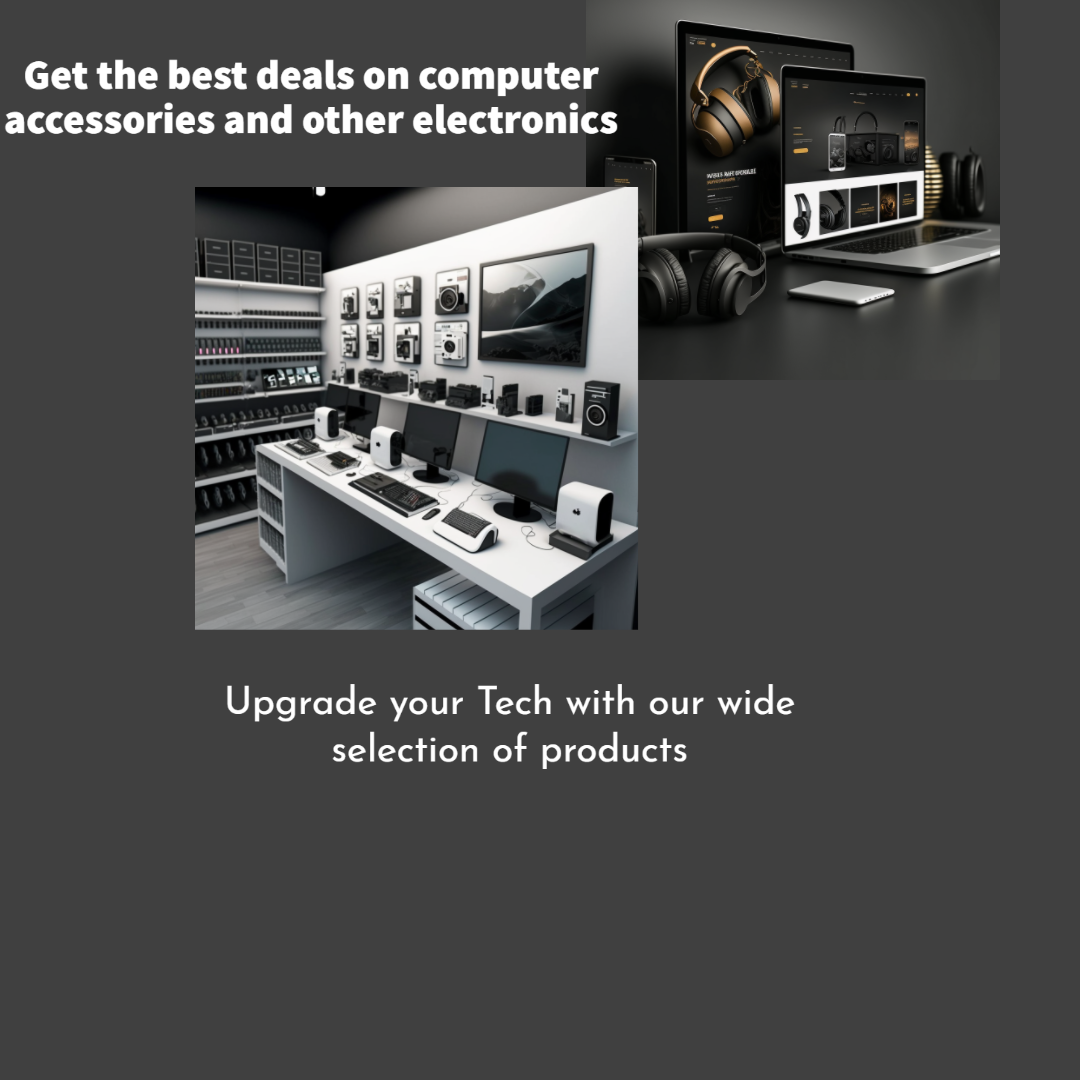 Get the best deals on computer
accessories and other electronics
Upgrade your Tech with our wide
selection of products